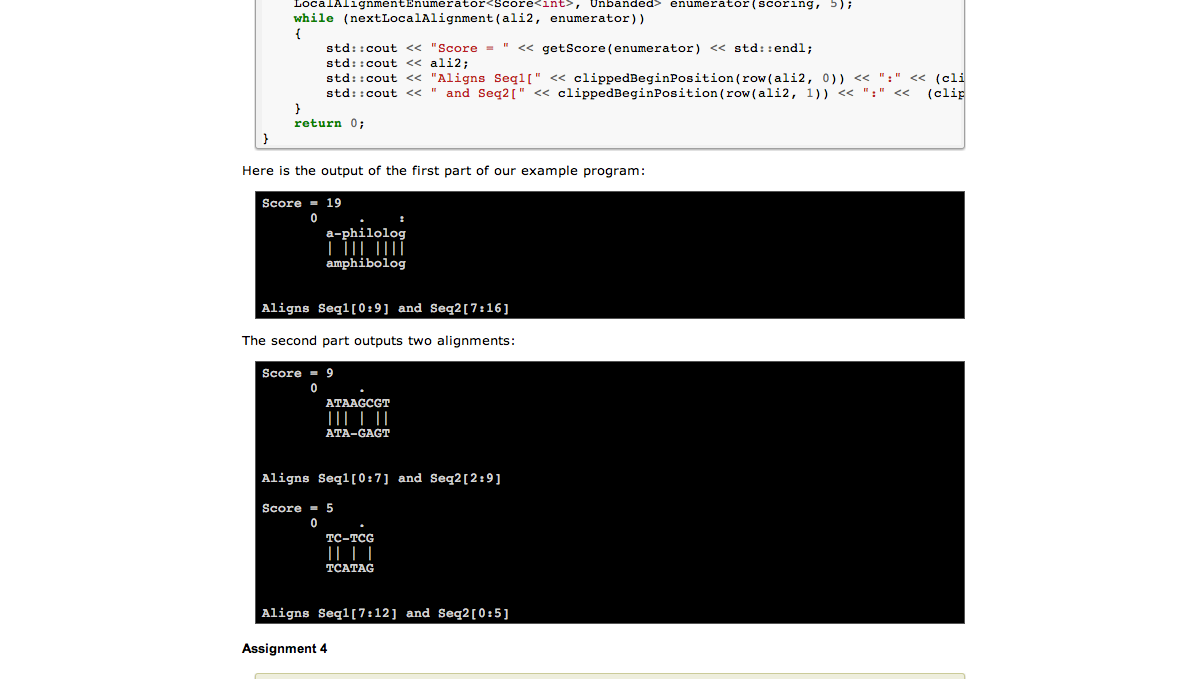 LocalAlignmentEnumerator<Score<int>, Unbanded> enumerator(scoring, 5);
while (nextLocalAlignment(ali2, enumerator))
{
std::cout << "Score = " << getScore(enumerator) << std::endl;
std::cout << ali2;
std::cout << "Aligns Seq1[" << clippedBeginPosition(row(ali2, 0)) << ":" << (cli
std::cout << " and Seq2[" << clippedBeginPosition(row(ali2, 1)) << ":" <<  (clip
}
return 0;
}
Here is the output of the first part of our example program:
Score = 19
0     .    :
a-philolog
| ||| ||||
amphibolog
Aligns Seq1[0:9] and Seq2[7:16]
The second part outputs two alignments:
Score = 9
0     .
ATAAGCGT
||| | ||
ATA-GAGT
Aligns Seq1[0:7] and Seq2[2:9]
Score = 5
0     .
TC-TCG
|| | |
TCATAG
Aligns Seq1[7:12] and Seq2[0:5]
Assignment 4